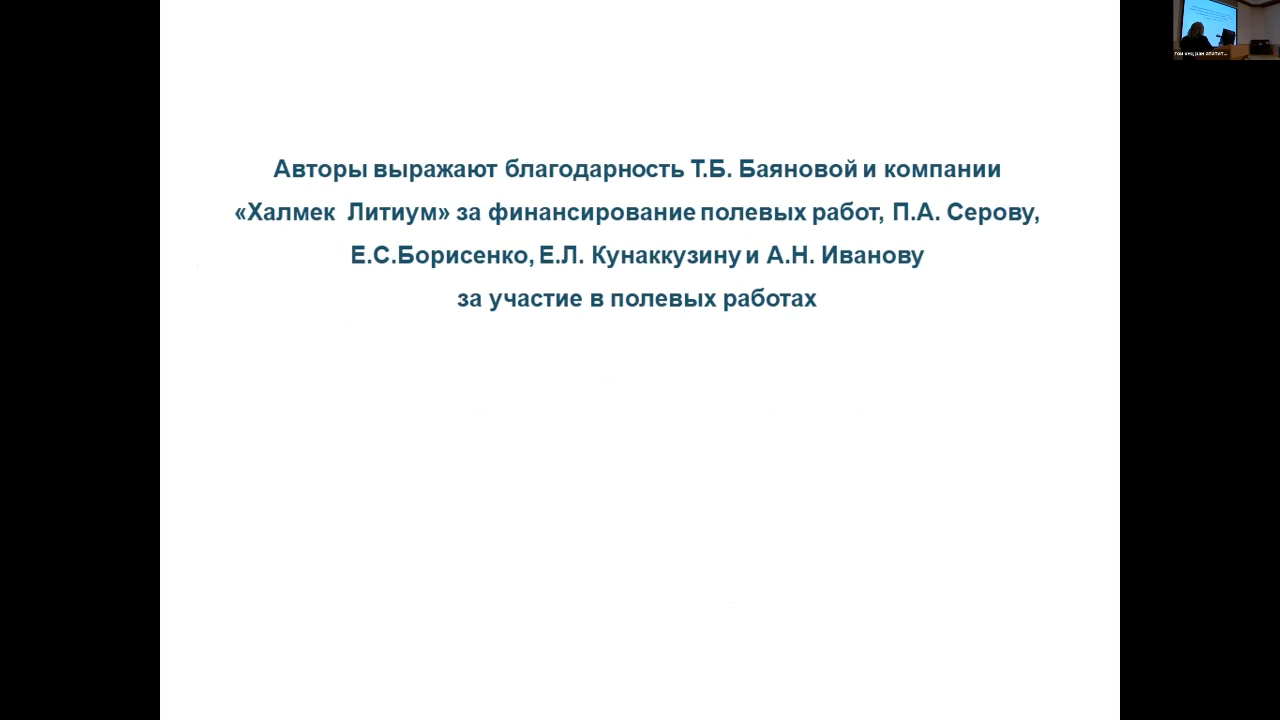 Авторы выражают благодарность Т.Б. Баяновой и компании
«Халмек Литиум» за финансирование полевых работ, П.А. Серову,
Е.С.Борисенко, Е.Л. Кунаккузину и А.Н. Иванову
за участие в полевых работах